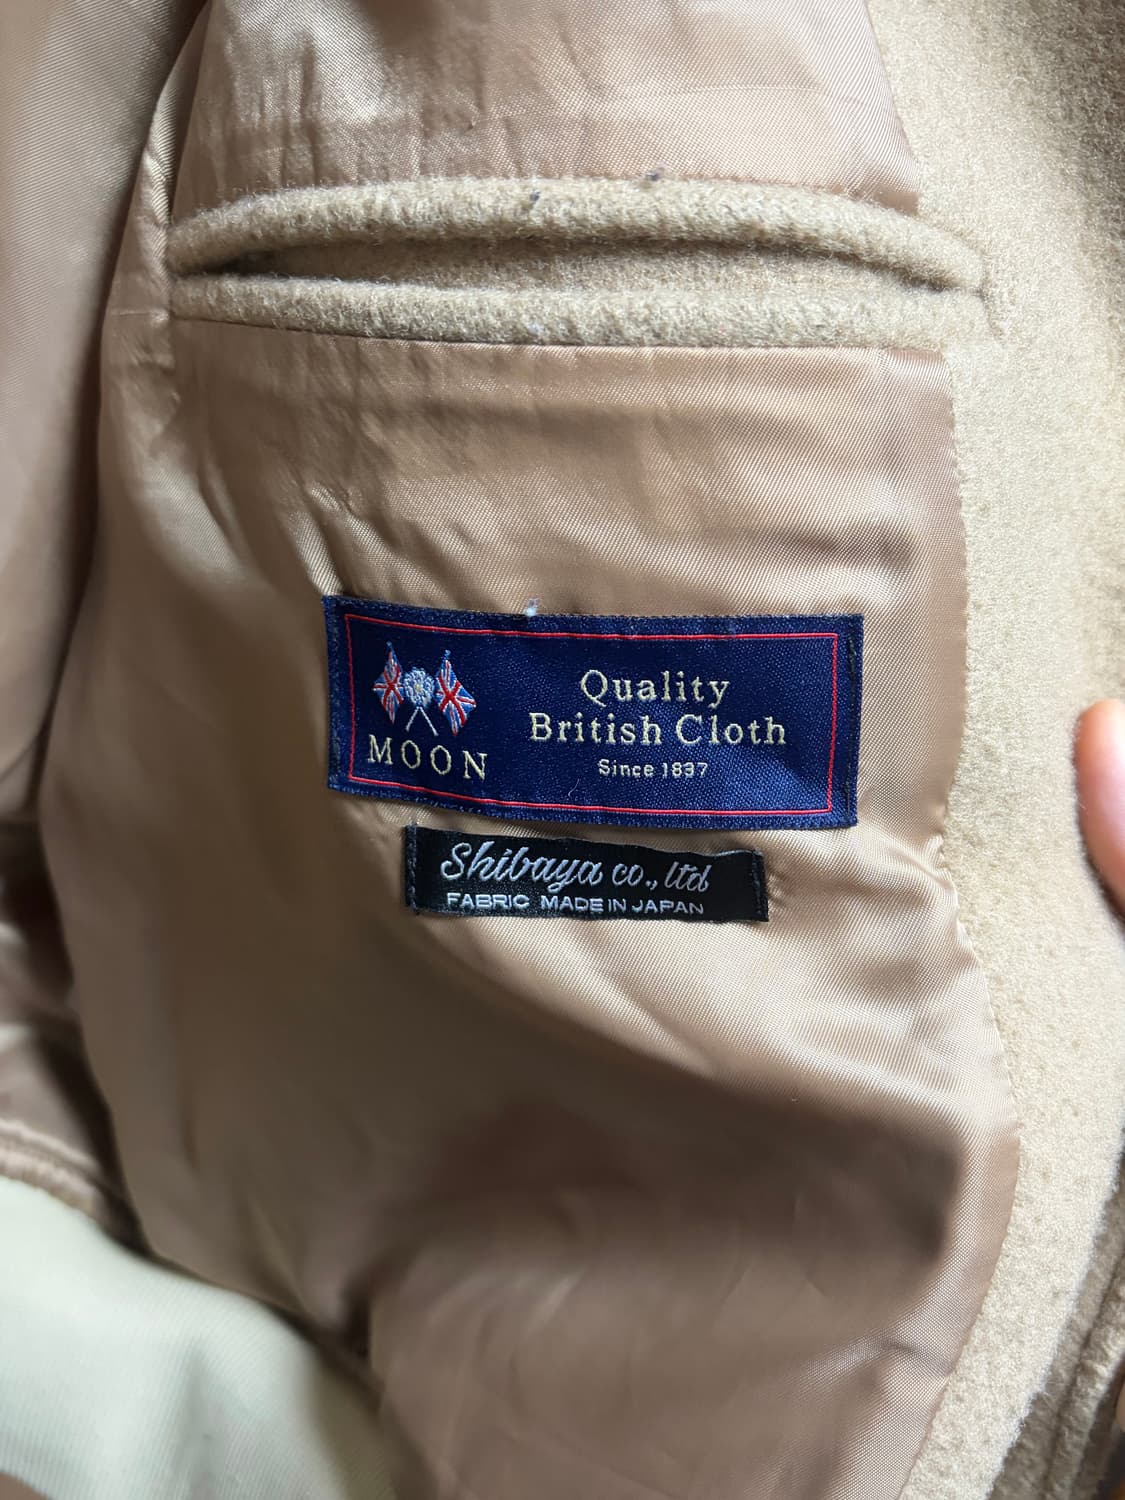 MOON
Quality
British Cloth
Since 1837
Shibaya co., ltd
FABRIC MADE IN JAPAN